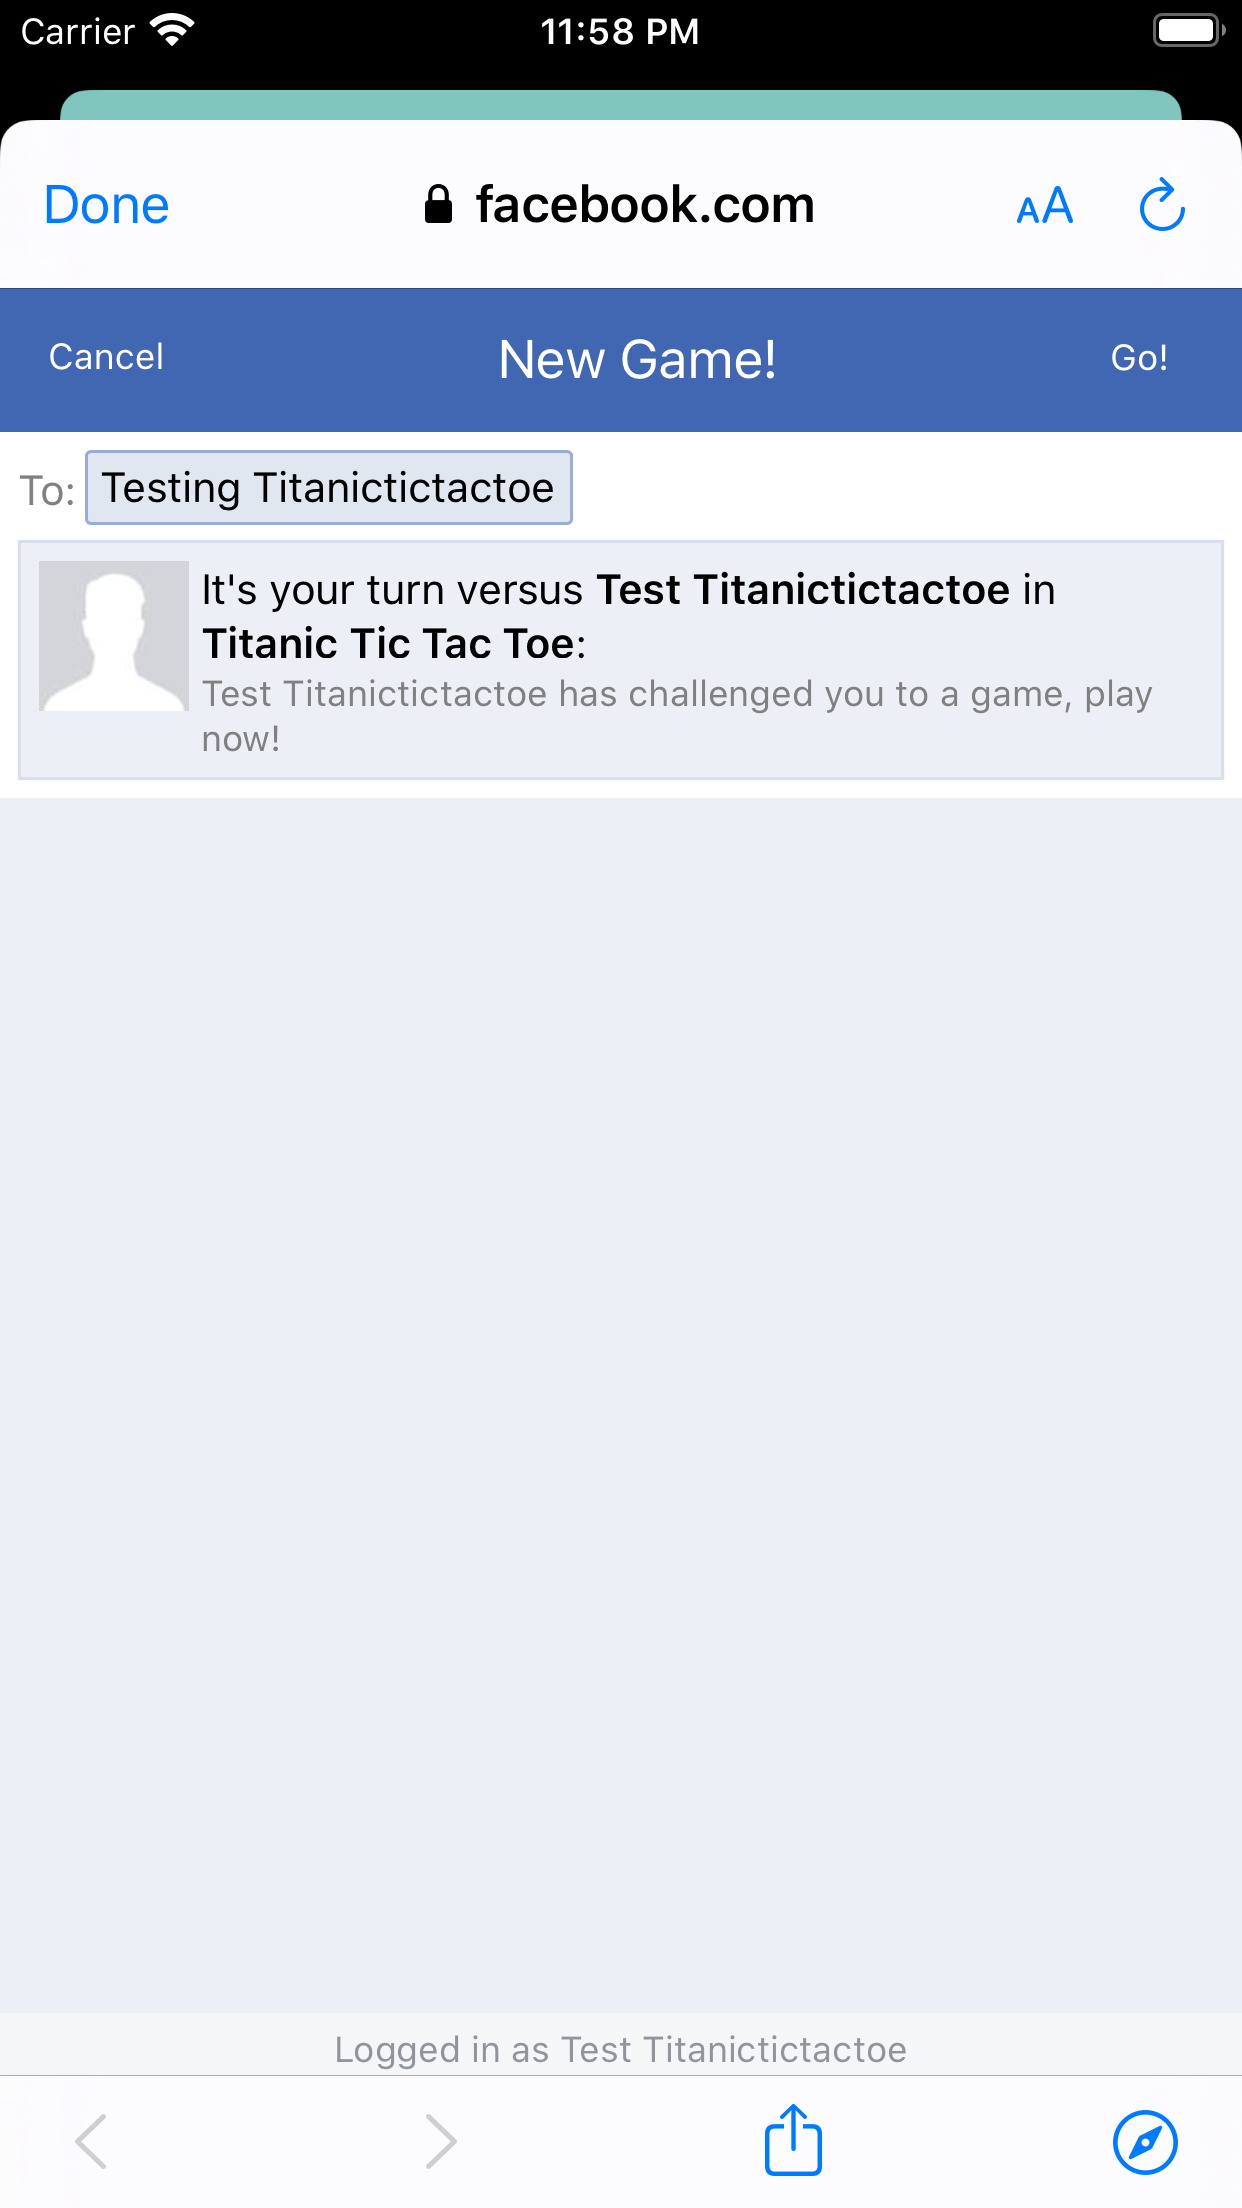 Carrier 11:58 PM
Done facebook.com AA
Cancel New Game! Go!
To: Testing Titanictictactoe
It's your turn versus Test Titanictictactoe in
Titanic Tic Tac Toe:
Test Titanictictactoe has challenged you to a game, play
now!
Logged in as Test Titanictictactoe